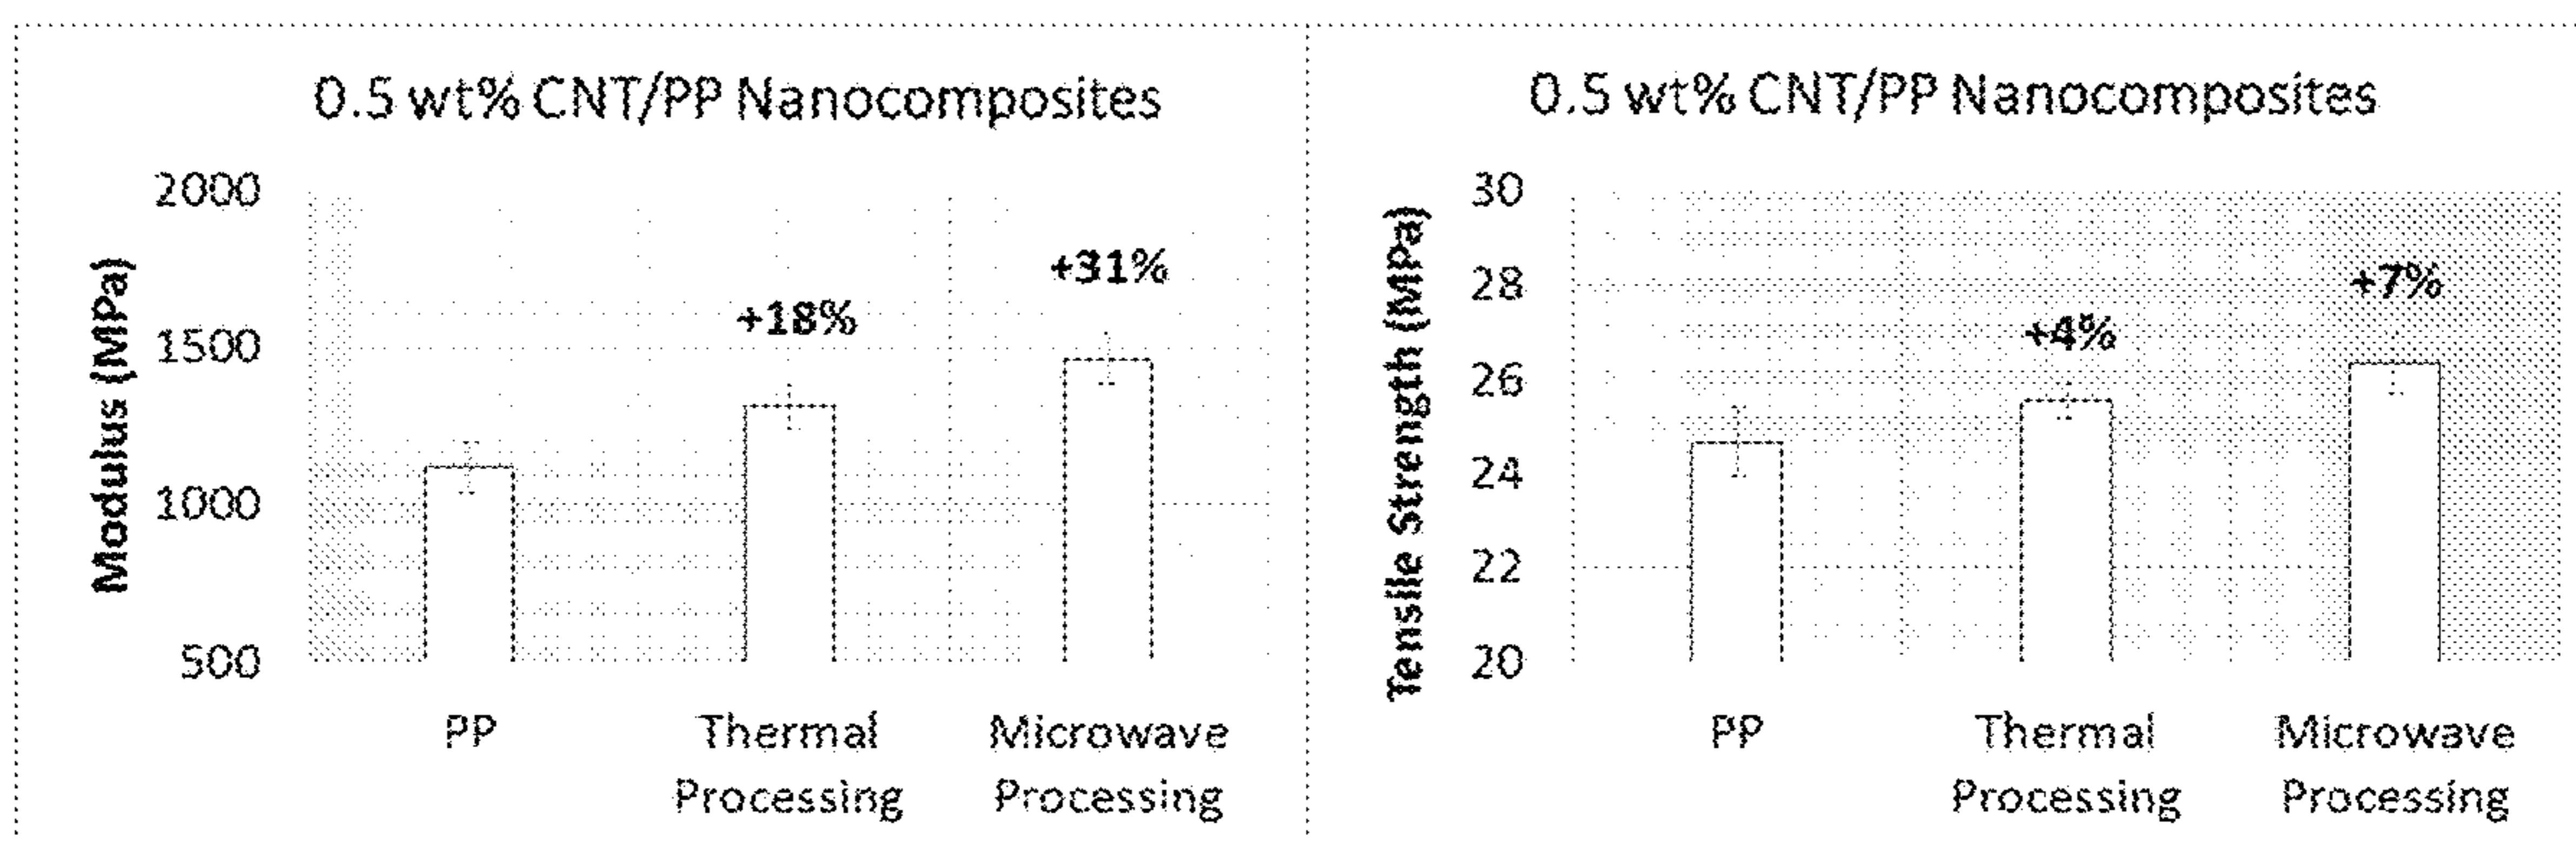 0.5 wt% CNT/PP Nanocomposites
Modulus (MPa)
2000
1500
1000
500
+18%
+31%
PP
Thermal
Processing
Microwave
Processing
0.5 wt% CNT/PP Nanocomposites
Tensile Strength (MPa)
30
28
26
24
22
20
+4%
+7%
PP
Thermal
Processing
Microwave
Processing